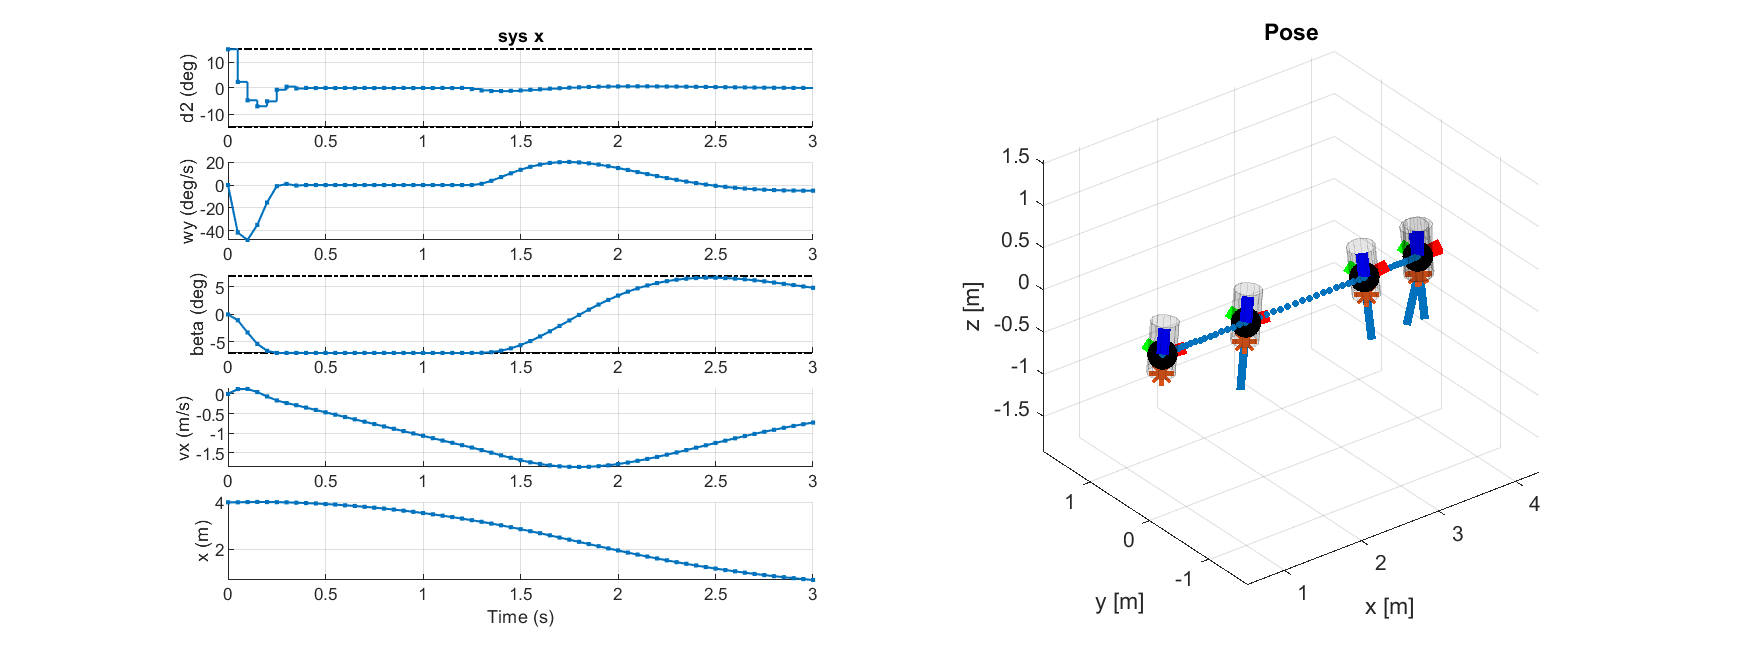 sys x
d2 (deg)
10
0
-10
0 0.5 1 1.5 2 2.5 3
wy (deg/s)
20
0
-20
-40
0 0.5 1 1.5 2 2.5 3
beta (deg)
5
0
-5
0 0.5 1 1.5 2 2.5 3
vx (m/s)
0
-0.5
-1
-1.5
0 0.5 1 1.5 2 2.5 3
x (m)
4
2
0 0.5 1 1.5 2 2.5 3
Time (s)
Pose
z [m]
1.5
1
0.5
0
-0.5
-1
-1.5
1
0
-1
y [m]
1
2
3
4
x [m]